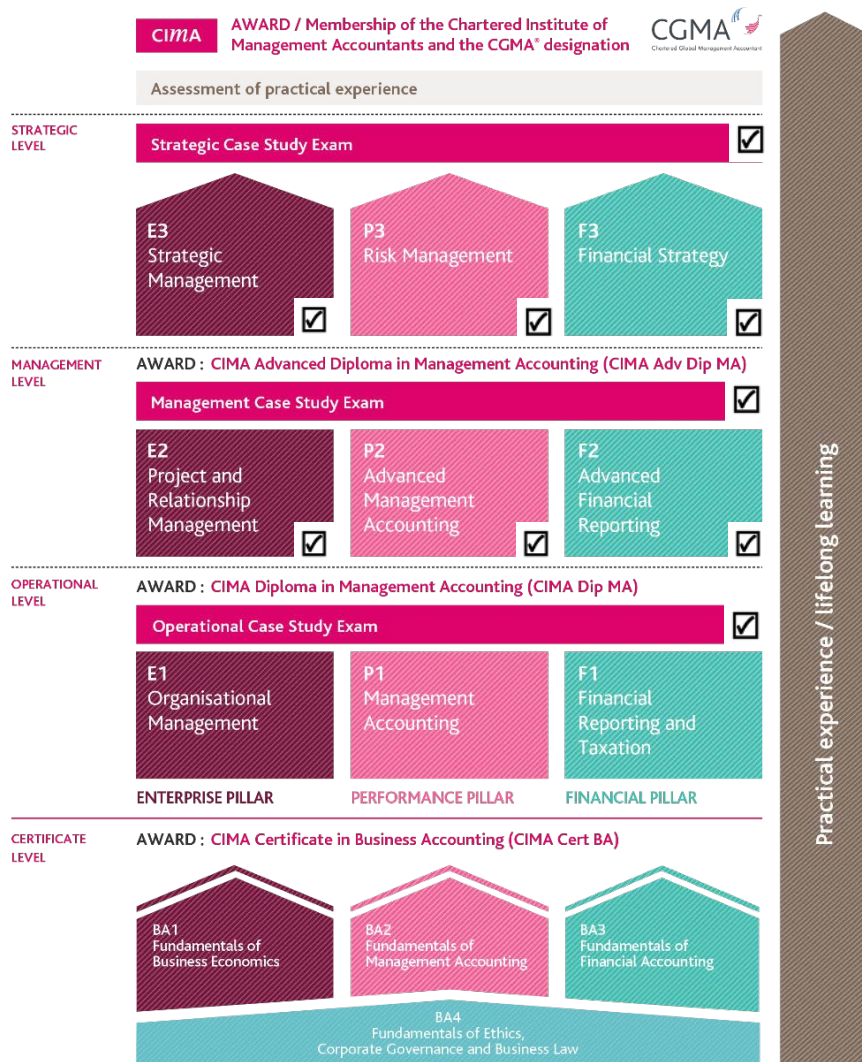 CIMA
AWARD / Membership of the Chartered Institute of
Management Accountants and the CGMA® designation
CGMA
Chartered Global Management Accountant
Assessment of practical experience
STRATEGIC
LEVEL
Strategic Case Study Exam
E3
Strategic
Management
P3
Risk Management
F3
Financial Strategy
MANAGEMENT
LEVEL
AWARD : CIMA Advanced Diploma in Management Accounting (CIMA Adv Dip MA)
Management Case Study Exam
E2
Project and
Relationship
Management
P2
Advanced
Management
Accounting
F2
Advanced
Financial
Reporting
OPERATIONAL
LEVEL
AWARD : CIMA Diploma in Management Accounting (CIMA Dip MA)
Operational Case Study Exam
E1
Organisational
Management
P1
Management
Accounting
F1
Financial
Reporting and
Taxation
ENTERPRISE PILLAR
PERFORMANCE PILLAR
FINANCIAL PILLAR
CERTIFICATE
LEVEL
AWARD : CIMA Certificate in Business Accounting (CIMA Cert BA)
BA1
Fundamentals of
Business Economics
BA2
Fundamentals of
Management Accounting
BA3
Fundamentals of
Financial Accounting
BA4
Fundamentals of Ethics,
Corporate Governance and Business Law
Practical experience / lifelong learning